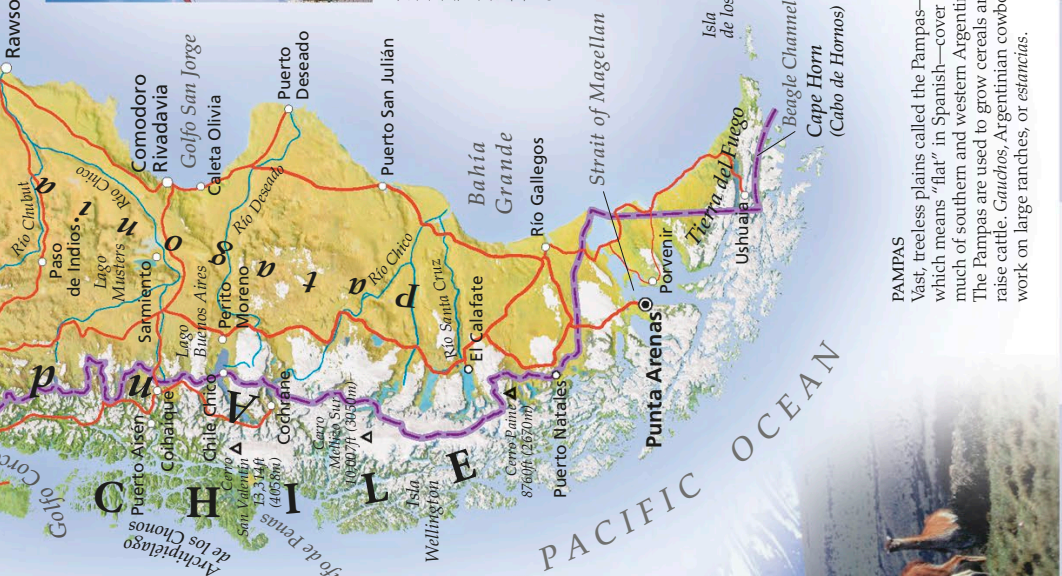 Rawso
Río Chubut
Paso
de Indios
Río Chico
Comodoro
Rivadavia
Golfo San Jorge
Lago
Musters
Sarmiento
Caleta Olivia
Puerto
Deseado
Río Deseado
Lago
Buenos Aires
Perito
Moreno
Patagonia
Puerto San Julián
Río Chico
Bahía
Grande
Río Santa Cruz
El Calafate
Río Gallegos
Strait of Magellan
Isla
de los
Tierra del Fuego
Beagle Channel
Cape Horn
(Cabo de Hornos)
Ushuaia
Porvenir
Punta Arenas
Puerto Natales
Cerro Paine
8760ft (2670m)
Cerro
Mellizo Sur
10 007ft (3050m)
Cochrane
Chile Chico
Cerro
San Valentín
13 314ft
(4058m)
Coihaique
Puerto Aisén
And
CHILE
Golfo Corc
Archipiélago
de los Chonos
fo de Penas
Isla
Wellington
PACIFIC OCEAN
PAMPAS
Vast, treeless plains called the Pampas—
which means “flat” in Spanish—cover
much of southern and western Argenti
The Pampas are used to grow cereals an
raise cattle. Gauchos, Argentinian cowbo
work on large ranches, or estancias.